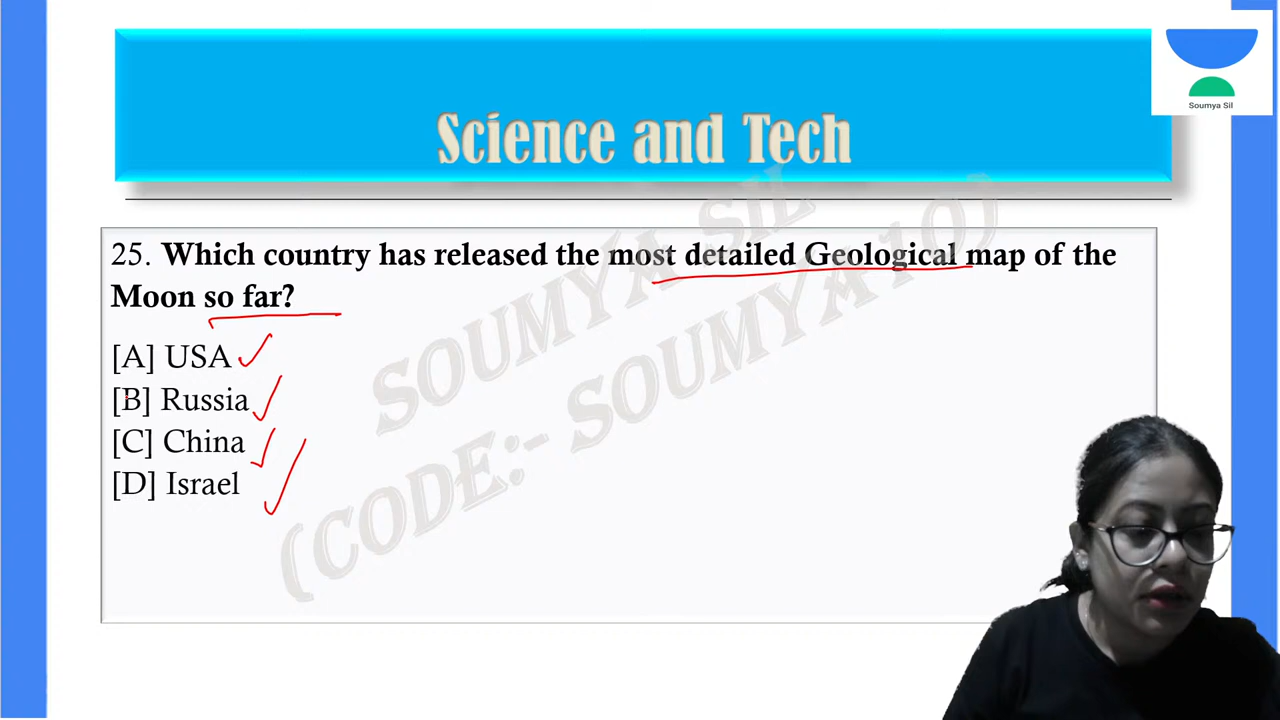 Soumya Sil
Science and Tech
25. Which country has released the most detailed Geological map of the
Moon so far?
[A] USA
[B] Russia
[C] China
[D] Israel
SOUMYA SIL
(CODE:- SOUMYA10)